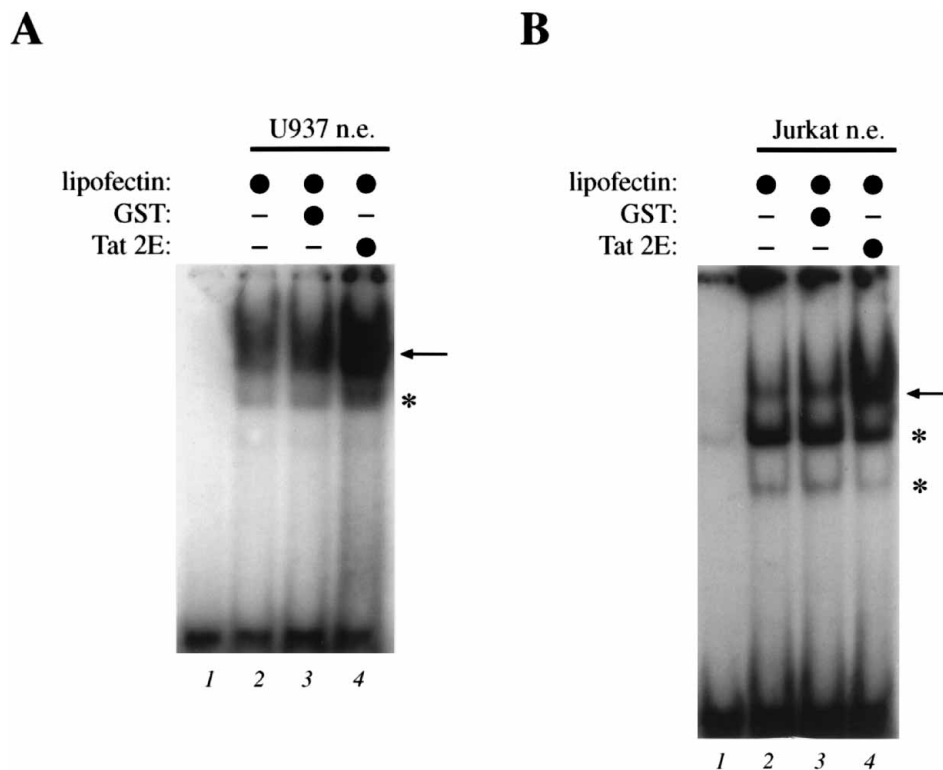 A
U937 n.e.
lipofectin: ● ● ●
GST: – ● –
Tat 2E: – – ●
*
1 2 3 4
B
Jurkat n.e.
lipofectin: ● ● ●
GST: – ● –
Tat 2E: – – ●
*
*
1 2 3 4